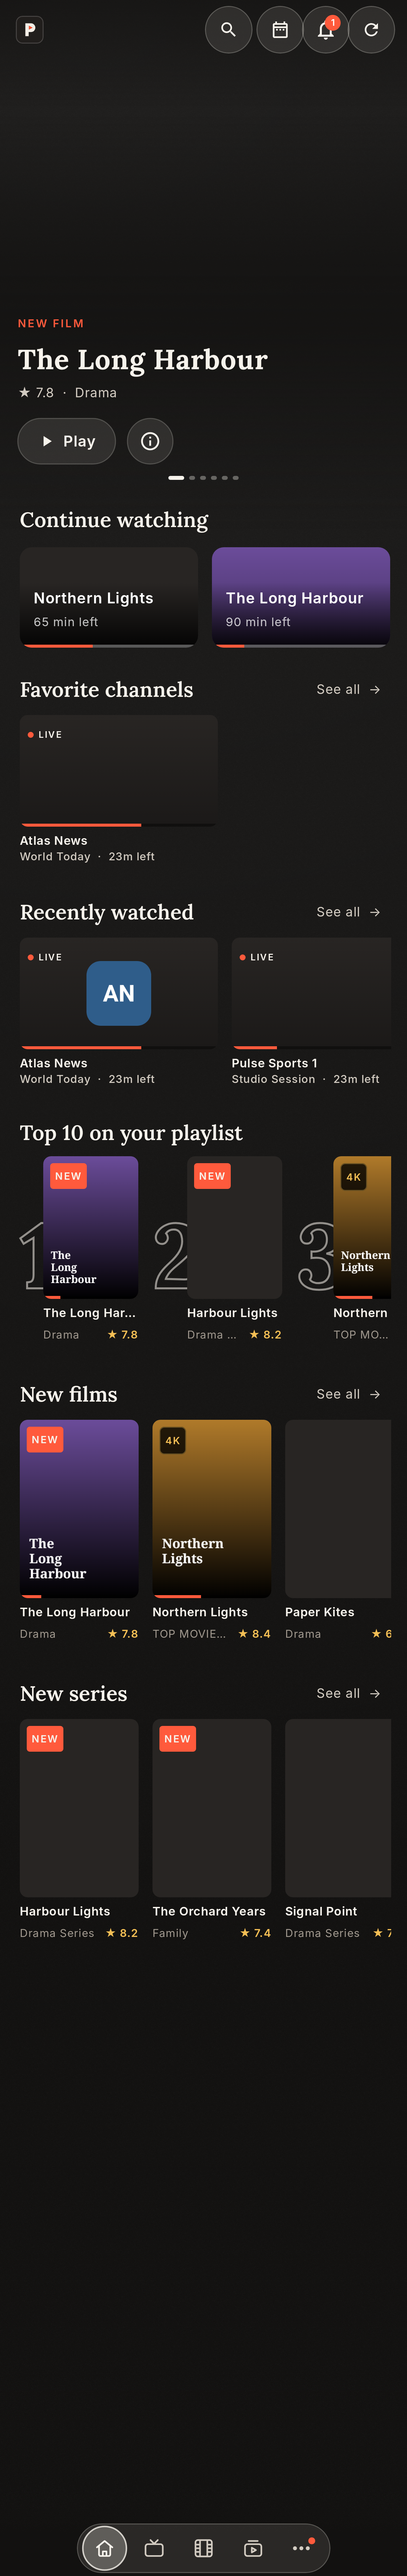 P
1
NEW FILM
The Long Harbour
★ 7.8 · Drama
Play
Continue watching
Northern Lights
65 min left
The Long Harbour
90 min left
Favorite channels
See all →
LIVE
Atlas News
World Today · 23m left
Recently watched
See all →
LIVE
AN
Atlas News
World Today · 23m left
LIVE
Pulse Sports 1
Studio Session · 23m left
Top 10 on your playlist
1
NEW
The
Long
Harbour
The Long Har...
Drama ★ 7.8
2
NEW
Harbour Lights
Drama ... ★ 8.2
3
4K
Northern
Lights
Northern
TOP MO...
New films
See all →
NEW
The
Long
Harbour
The Long Harbour
Drama ★ 7.8
4K
Northern
Lights
Northern Lights
TOP MOVIE... ★ 8.4
Paper Kites
Drama ★ 6
New series
See all →
NEW
Harbour Lights
Drama Series ★ 8.2
NEW
The Orchard Years
Family ★ 7.4
Signal Point
Drama Series ★ 7